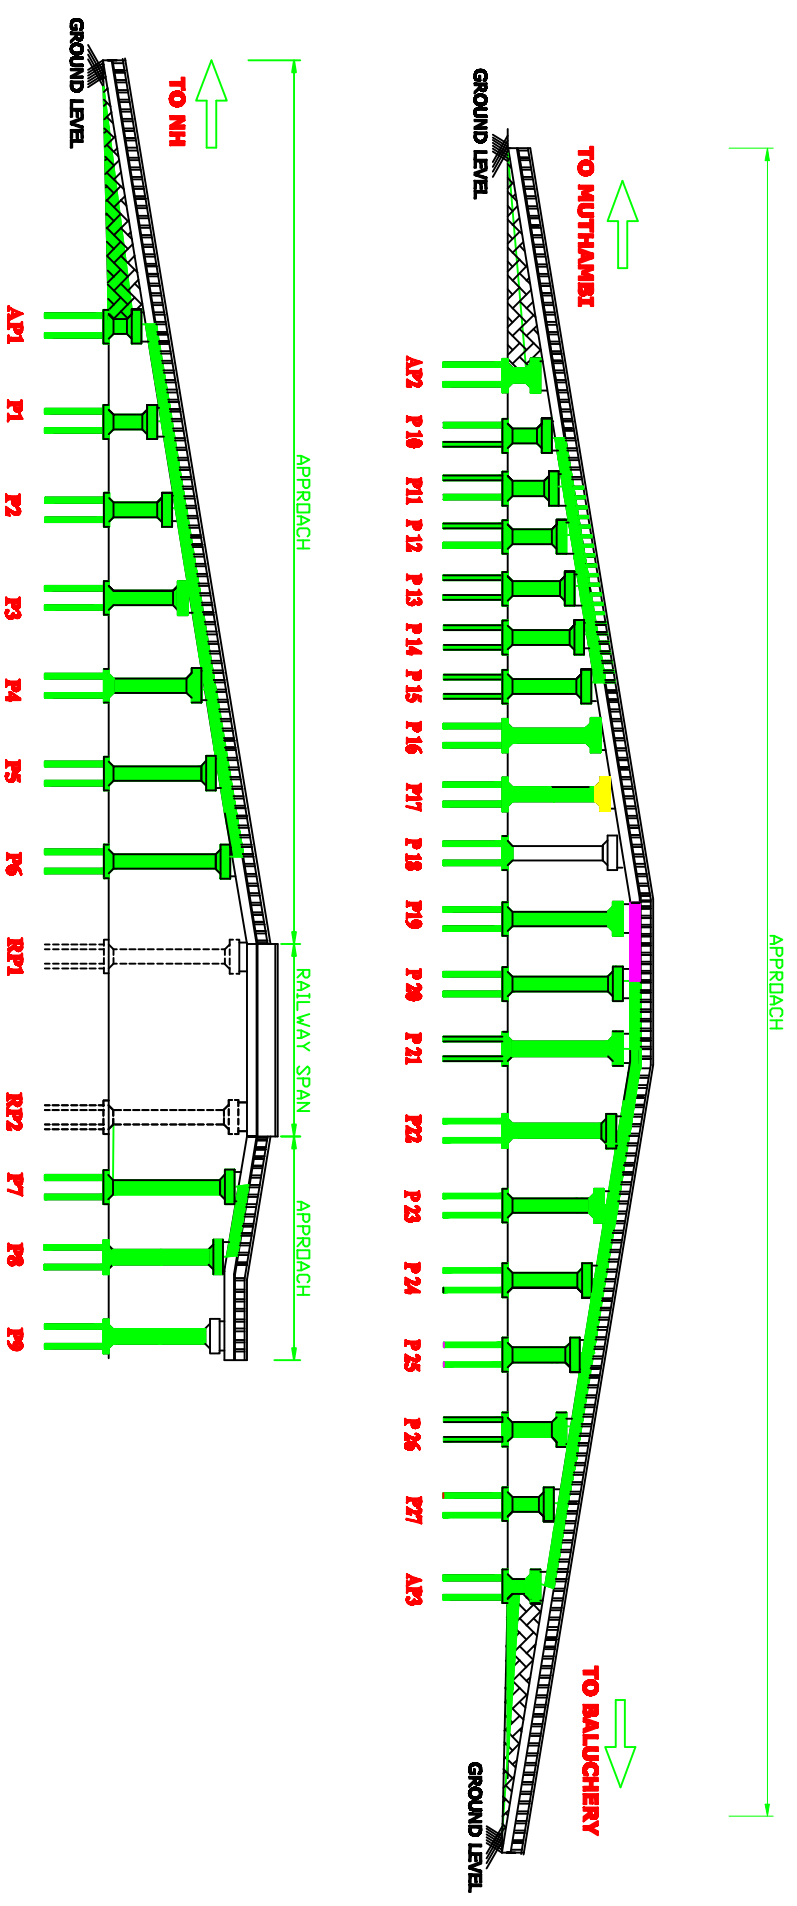 APPROACH
TO MUTHAMBI
TO BALUCHERY
GROUND LEVEL
GROUND LEVEL
AP2 P10 P11 P12 P13 P14 P15 P16 P17 P18 P19 P20 P21 P22 P23 P24 P25 P26 P27 AP3
APPROACH RAILWAY SPAN APPROACH
TO NH
GROUND LEVEL
AP1 P1 P2 P3 P4 P5 P6 RP1 RP2 P7 P8 P9